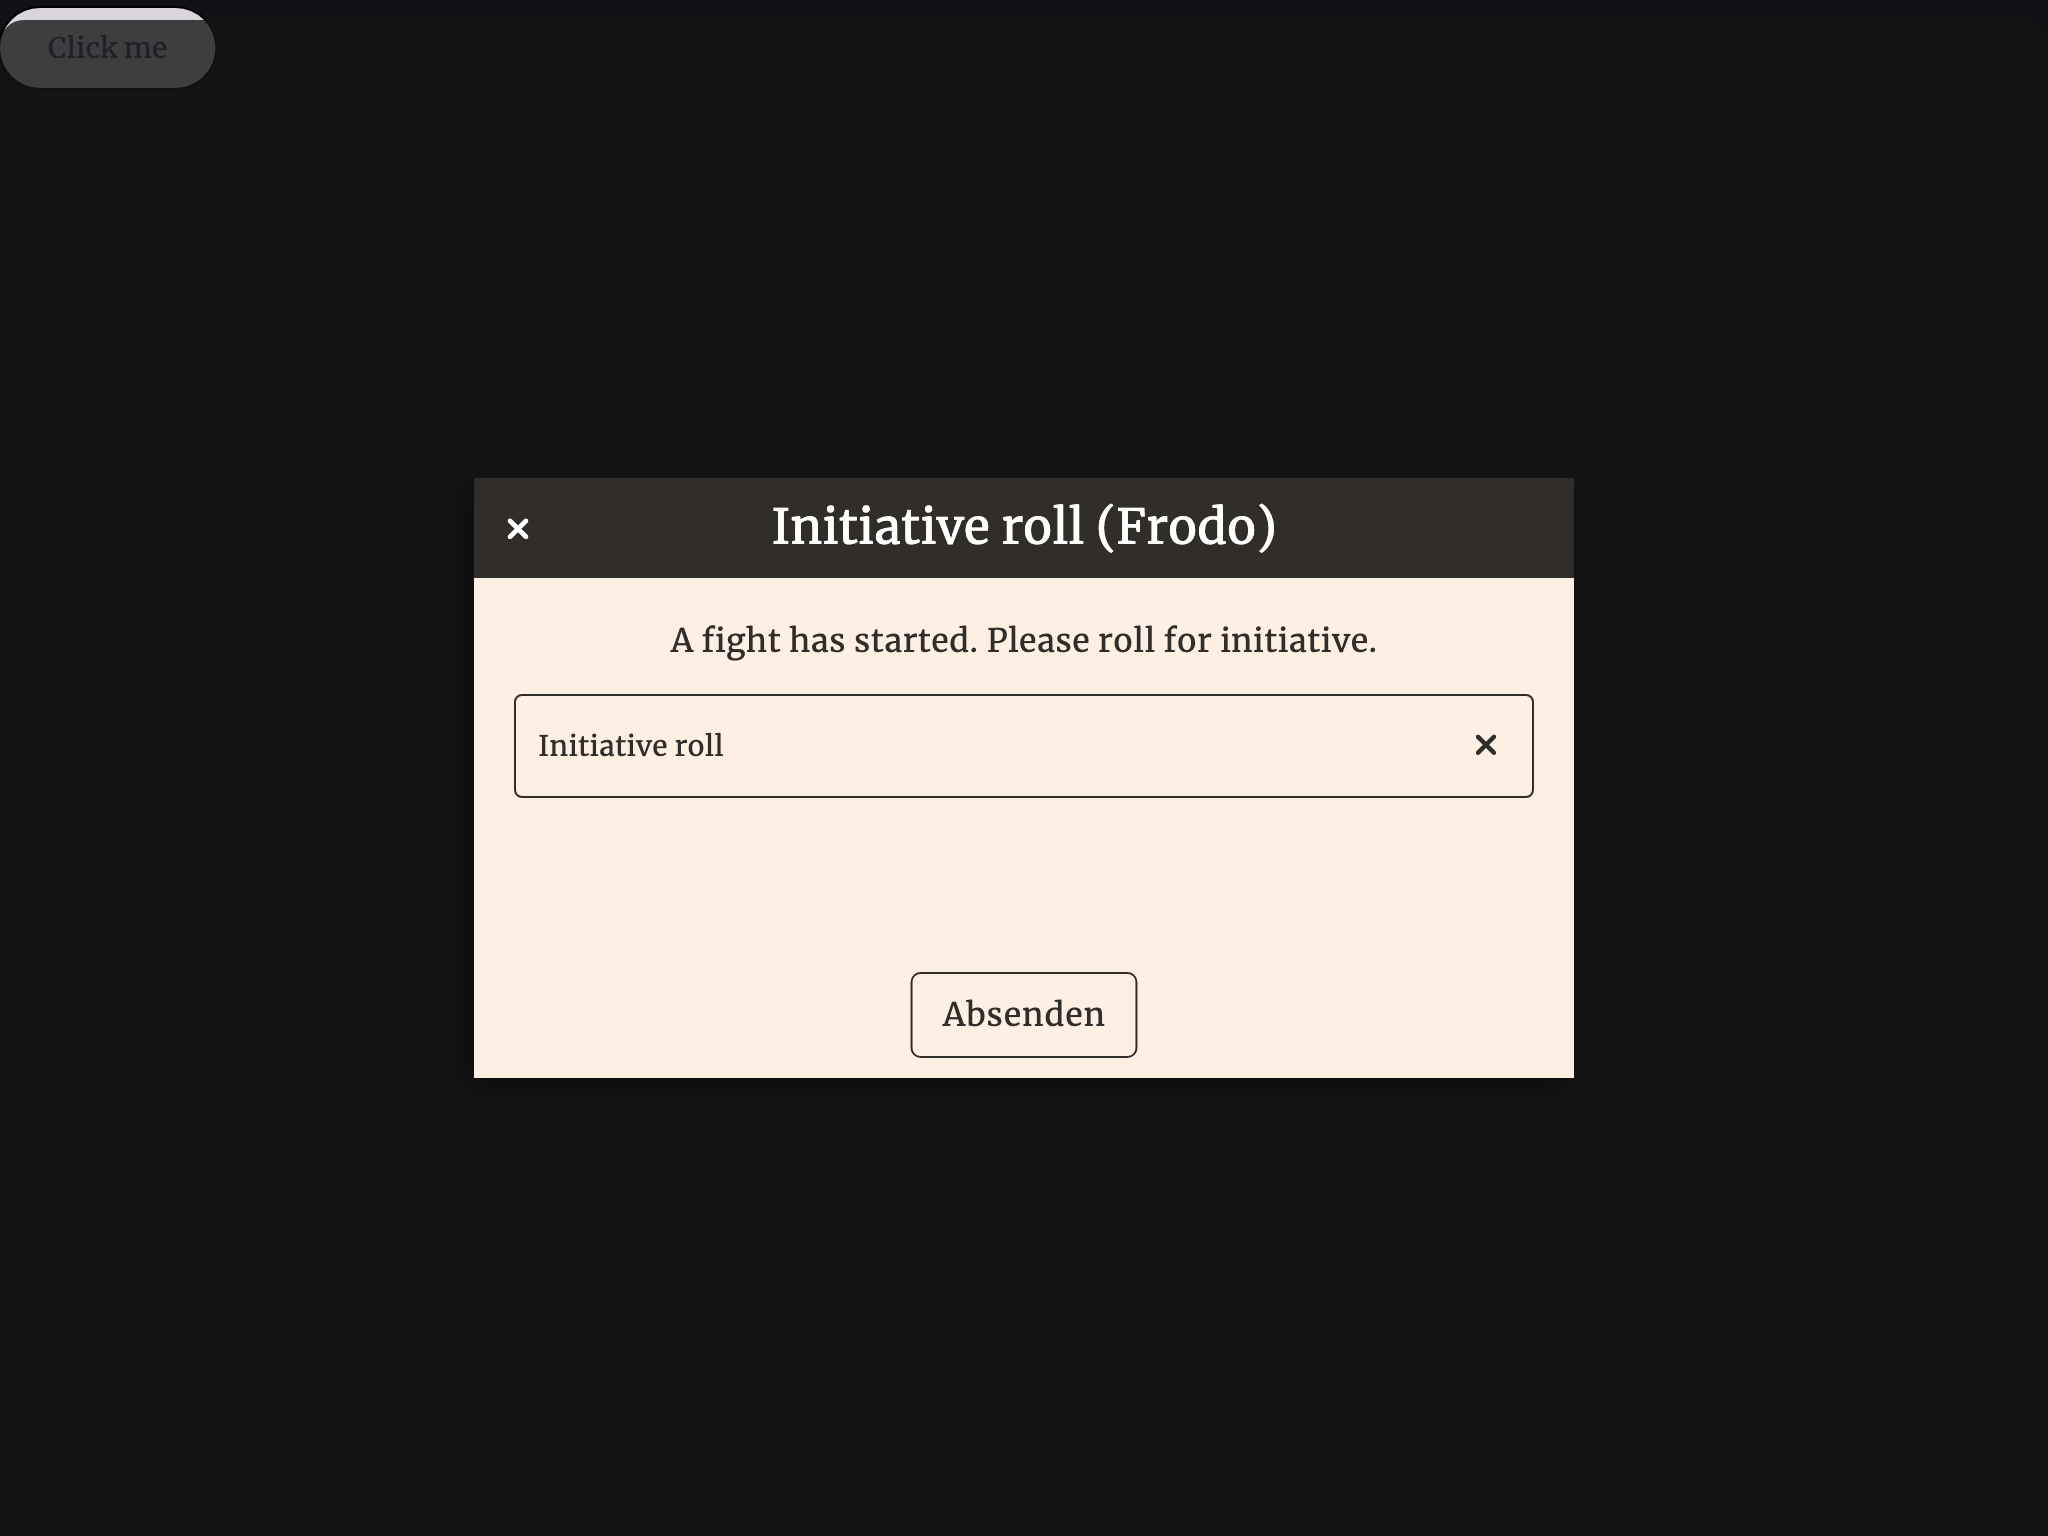 Click me
Initiative roll (Frodo)
A fight has started. Please roll for initiative.
Initiative roll
Absenden